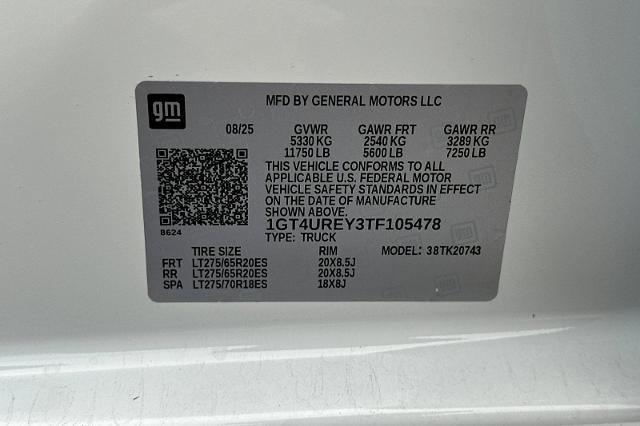 gm
MFD BY GENERAL MOTORS LLC
08/25 GVWR GAWR FRT GAWR RR
5330 KG 2540 KG 3289 KG
11750 LB 5600 LB 7250 LB
THIS VEHICLE CONFORMS TO ALL
APPLICABLE U.S. FEDERAL MOTOR
VEHICLE SAFETY STANDARDS IN EFFECT
ON THE DATE OF MANUFACTURE
SHOWN ABOVE.
8624
1GT4UREY3TF105478
TYPE: TRUCK MODEL: 38TK20743
TIRE SIZE RIM
FRT LT275/65R20ES 20X8.5J
RR LT275/65R20ES 20X8.5J
SPA LT275/70R18ES 18X8J